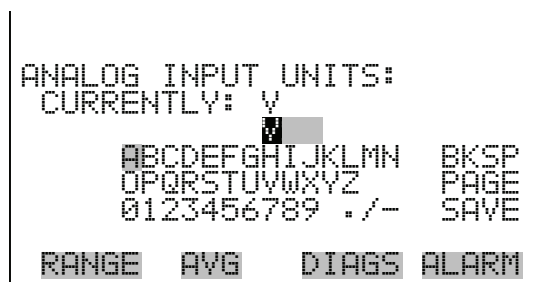 ANALOG INPUT UNITS:
CURRENTLY: V
V
ABCDEFGHIJKLMN BKSP
OPQRSTUVWXYZ PAGE
0123456789 ./- SAVE
RANGE AVG DIAGS ALARM